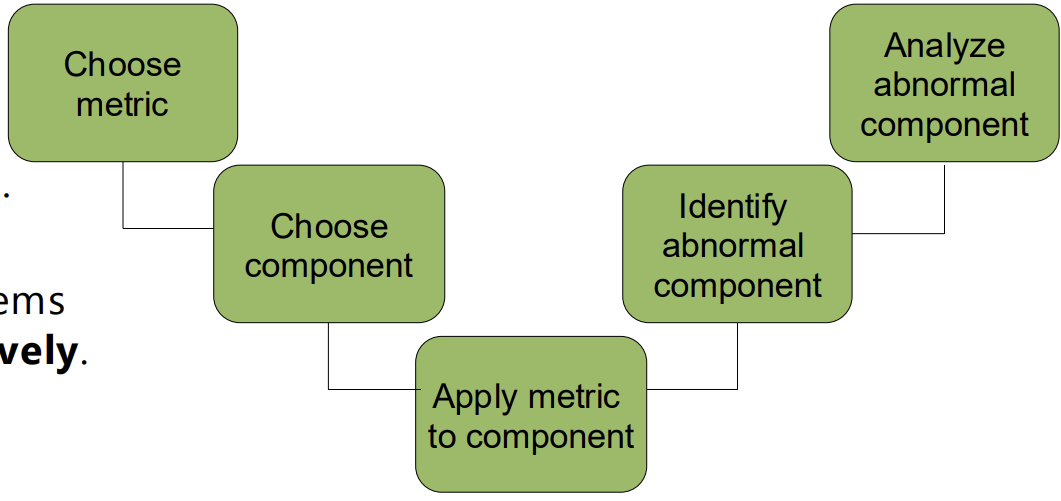 Choose
metric
Analyze
abnormal
component
.
Choose
component
Identify
abnormal
component
ems
vely.
Apply metric
to component